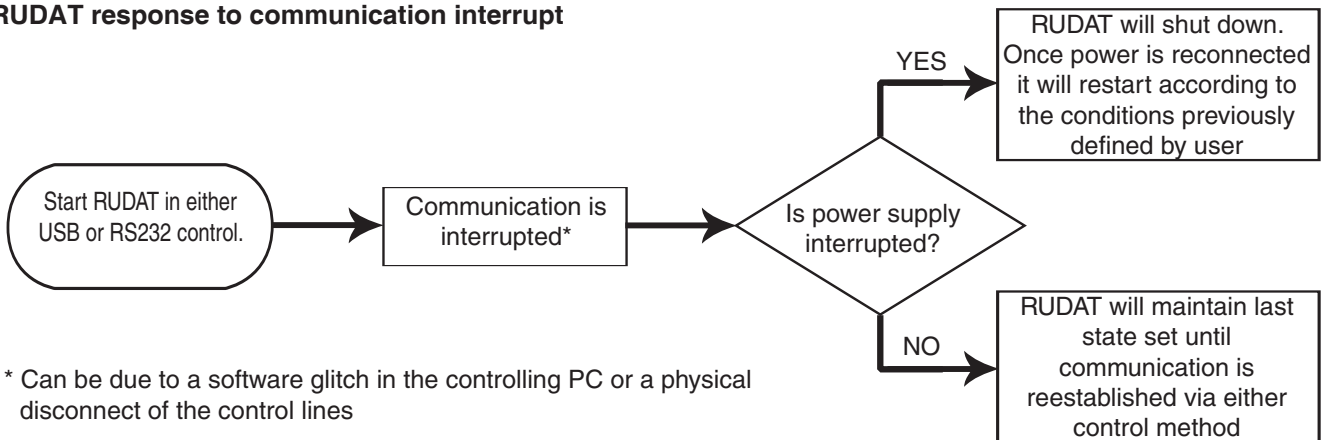 RUDAT response to communication interrupt
Start RUDAT in either
USB or RS232 control.
Communication is
interrupted*
Is power supply
interrupted?
YES
RUDAT will shut down.
Once power is reconnected
it will restart according to
the conditions previously
defined by user
NO
RUDAT will maintain last
state set until
communication is
reestablished via either
control method
* Can be due to a software glitch in the controlling PC or a physical
disconnect of the control lines